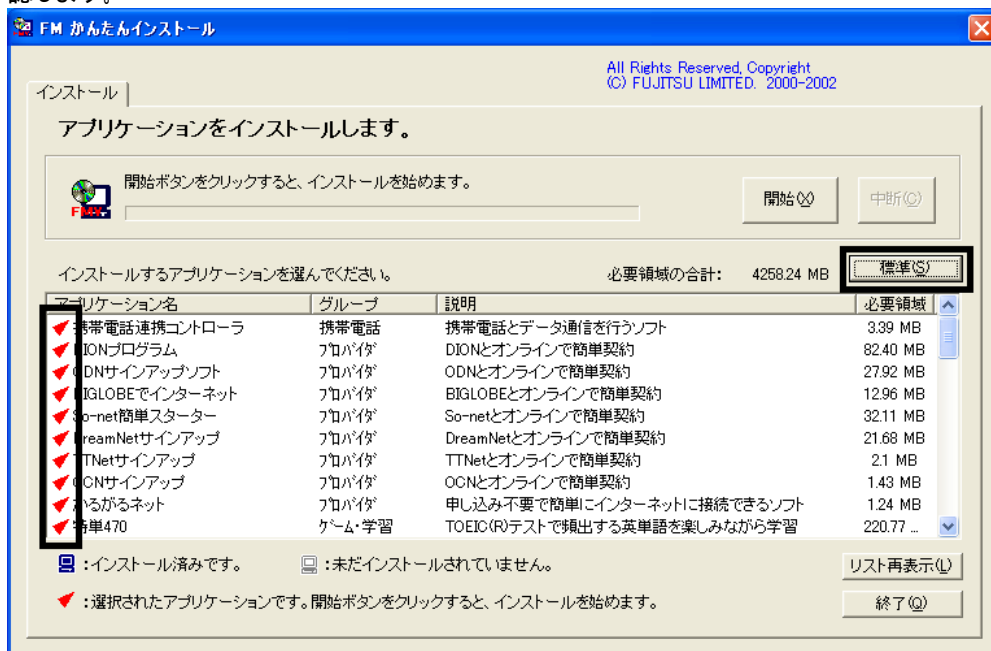 FM かんたんインストール
All Rights Reserved, Copyright
(C) FUJITSU LIMITED. 2000-2002
インストール
アプリケーションをインストールします。
開始ボタンをクリックすると、インストールを始めます。
FMV
開始(X)
中断(C)
インストールするアプリケーションを選んでください。
必要領域の合計: 4258.24 MB
標準(S)
アプリケーション名 グループ 説明 必要領域
携帯電話連携コントローラ 携帯電話 携帯電話とデータ通信を行うソフト 3.39 MB
DIONプログラム プロバイダ DIONとオンラインで簡単契約 82.40 MB
ODNサインアップソフト プロバイダ ODNとオンラインで簡単契約 27.92 MB
BIGLOBEでインターネット プロバイダ BIGLOBEとオンラインで簡単契約 12.96 MB
So-net簡単スターター プロバイダ So-netとオンラインで簡単契約 32.11 MB
DreamNetサインアップ プロバイダ DreamNetとオンラインで簡単契約 21.68 MB
TTNetサインアップ プロバイダ TTNetとオンラインで簡単契約 2.1 MB
OCNサインアップ プロバイダ OCNとオンラインで簡単契約 1.43 MB
かるがるネット プロバイダ 申し込み不要で簡単にインターネットに接続できるソフト 1.24 MB
特単470 ゲーム・学習 TOEIC(R)テストで頻出する英単語を楽しみながら学習 220.77 ...
:インストール済みです。 :未だインストールされていません。
リスト再表示(L)
:選択されたアプリケーションです。開始ボタンをクリックすると、インストールを始めます。
終了(Q)